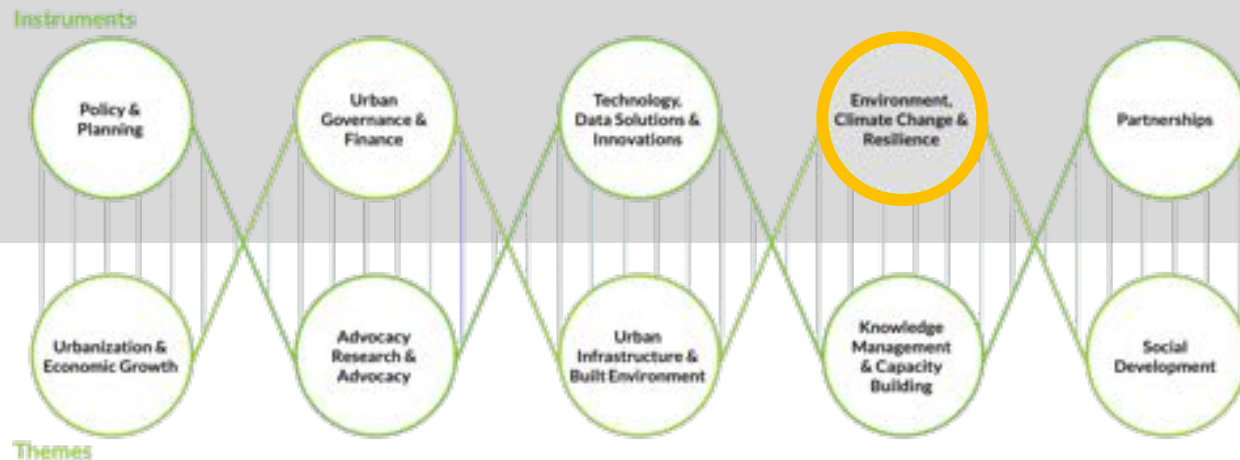 Instruments
Policy &
Planning
Urban
Governance &
Finance
Technology,
Data Solutions &
Innovations
Environment,
Climate Change &
Resilience
Partnerships
Urbanization &
Economic Growth
Advocacy
Research &
Advocacy
Urban
Infrastructure &
Built Environment
Knowledge
Management
& Capacity
Building
Social
Development
Themes